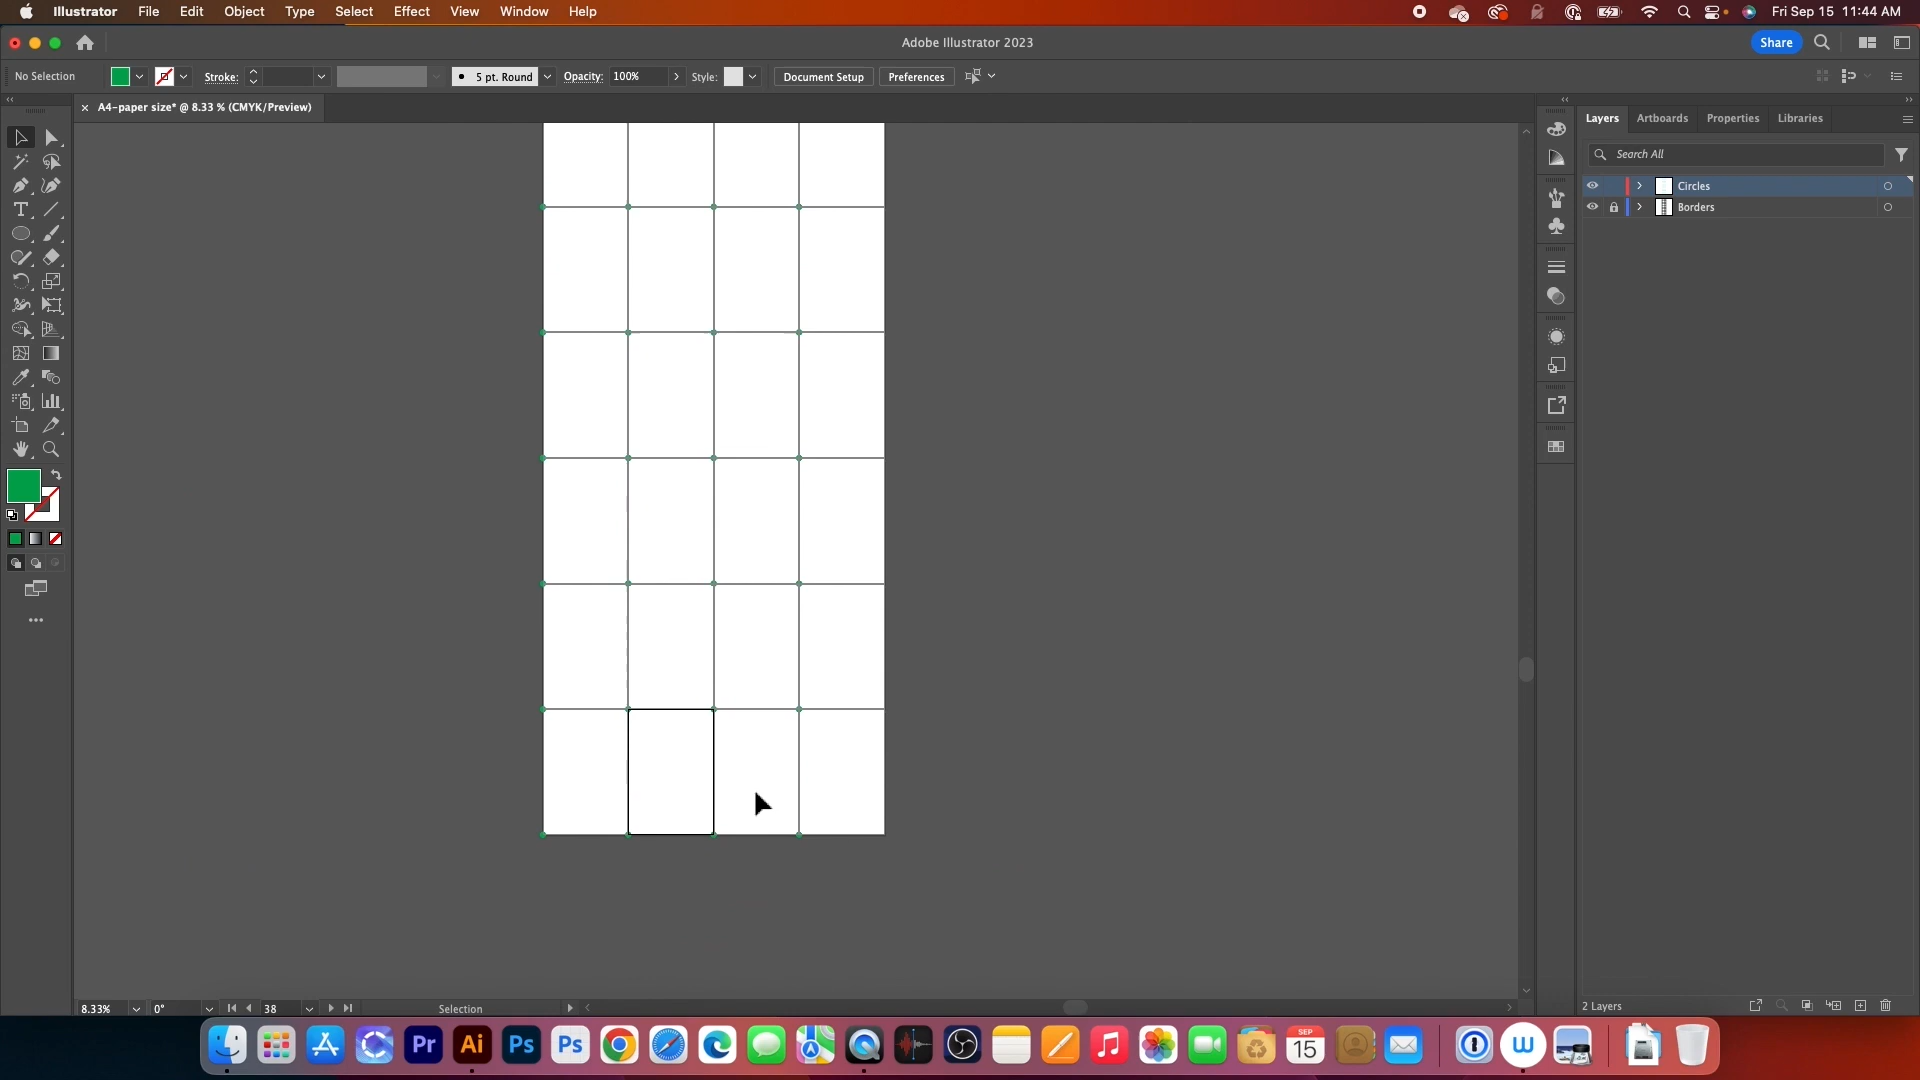 Illustrator File Edit Object Type Select Effect View Window Help
Fri Sep 15 11:44 AM
Adobe Illustrator 2023
Share
No Selection
Stroke:
5 pt. Round
Opacity: 100%
Style:
Document Setup
Preferences
× A4-paper size* @ 8.33 % (CMYK/Preview)
Layers Artboards Properties Libraries
Search All
Circles
Borders
8.33%
0°
38
Selection
2 Layers
Pr
Ai
Ps
Ps
SEP
15